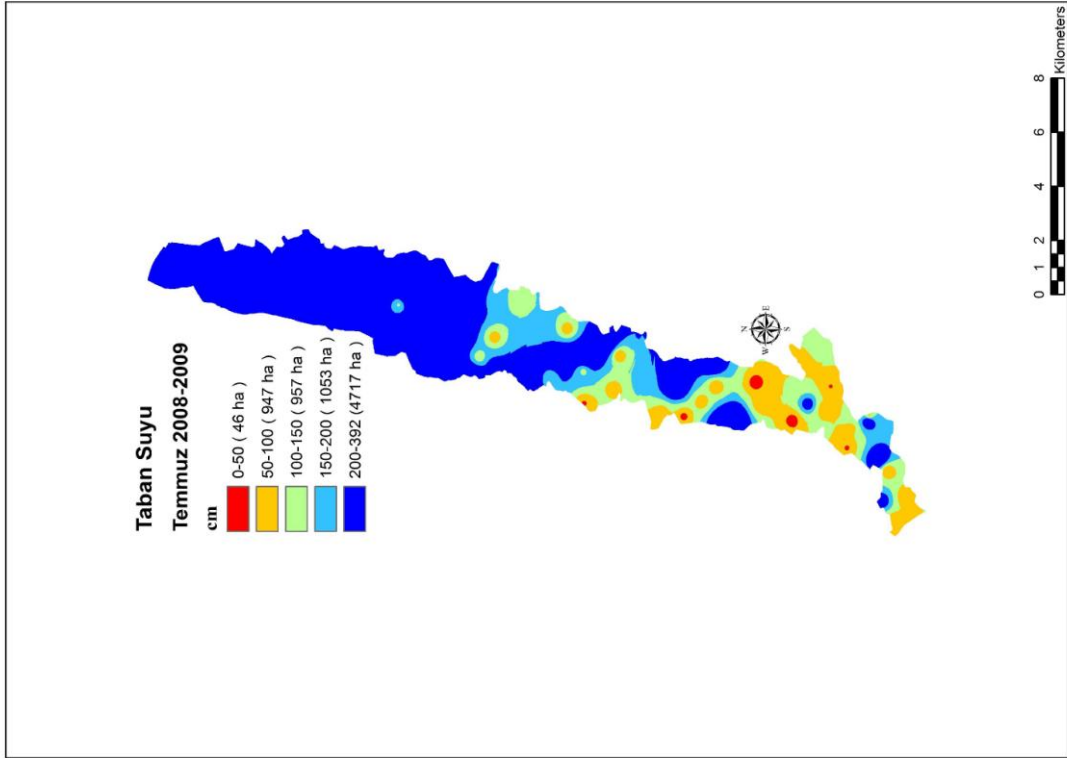 Taban Suyu
Temmuz 2008-2009
cm
0-50 ( 46 ha )
50-100 ( 947 ha )
100-150 ( 957 ha )
150-200 ( 1053 ha )
200-392 (4717 ha )
N
W E
S
0 1 2 4 6 8
Kilometers